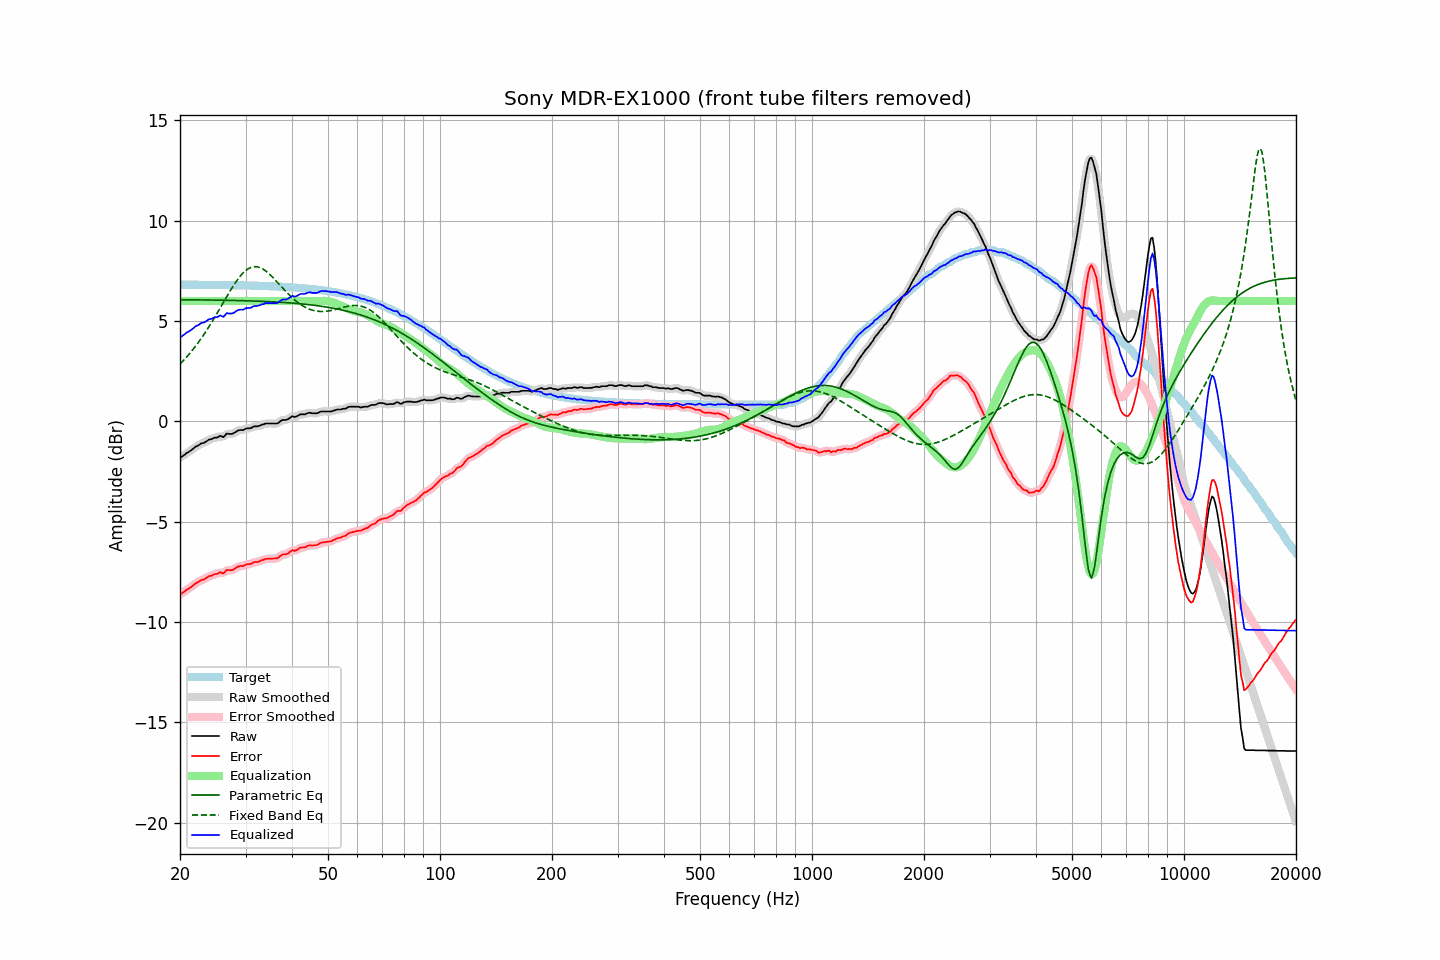 Sony MDR-EX1000 (front tube filters removed)
15
10
5
0
−5
−10
−15
−20
Amplitude (dBr)
Target
Raw Smoothed
Error Smoothed
Raw
Error
Equalization
Parametric Eq
Fixed Band Eq
Equalized
20
50
100
200
500
1000
2000
5000
10000
20000
Frequency (Hz)